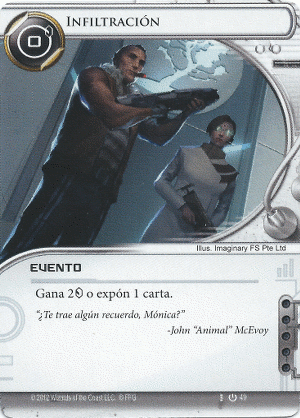 INFILTRACIÓN
0
Illus. Imaginary FS Pte Ltd
EVENTO
Gana 2 o expón 1 carta.
“¿Te trae algún recuerdo, Mónica?”
-John “Animal” McEvoy
© 2012 Wizards of the Coast LLC. © FFG
49